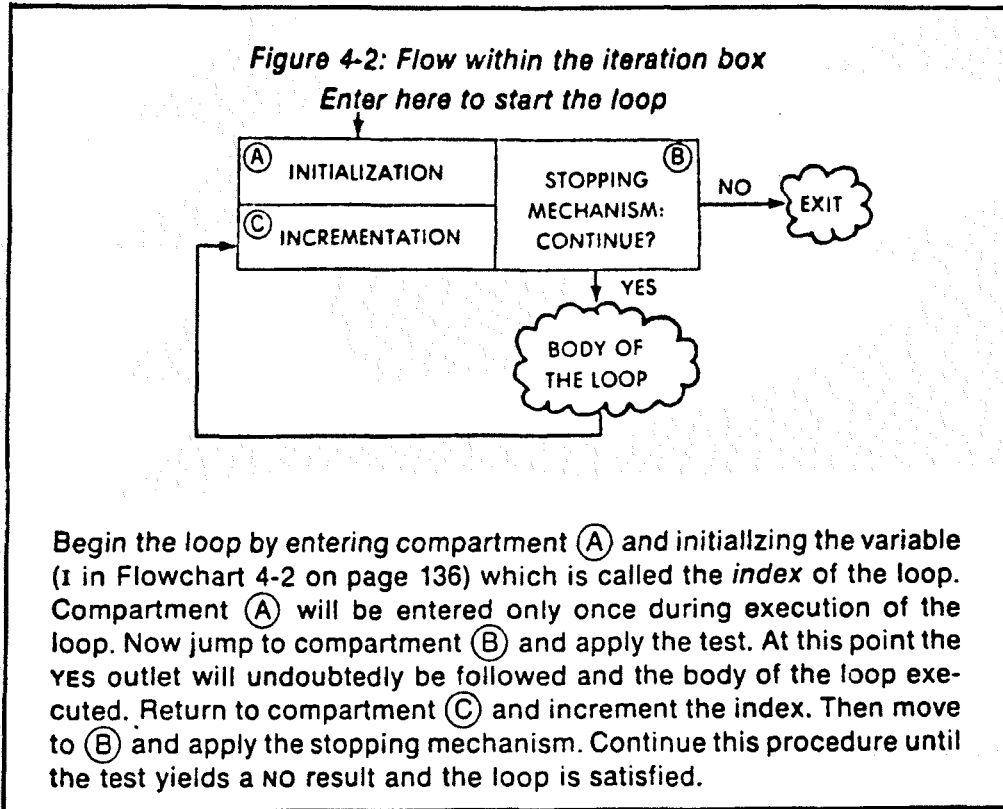 Figure 4-2: Flow within the iteration box
Enter here to start the loop
Ⓐ INITIALIZATION
Ⓒ INCREMENTATION
Ⓑ
STOPPING
MECHANISM:
CONTINUE?
NO
EXIT
YES
BODY OF
THE LOOP
Begin the loop by entering compartment Ⓐ and initializing the variable
(I in Flowchart 4-2 on page 136) which is called the index of the loop.
Compartment Ⓐ will be entered only once during execution of the
loop. Now jump to compartment Ⓑ and apply the test. At this point the
YES outlet will undoubtedly be followed and the body of the loop exe-
cuted. Return to compartment Ⓒ and increment the index. Then move
to Ⓑ and apply the stopping mechanism. Continue this procedure until
the test yields a NO result and the loop is satisfied.